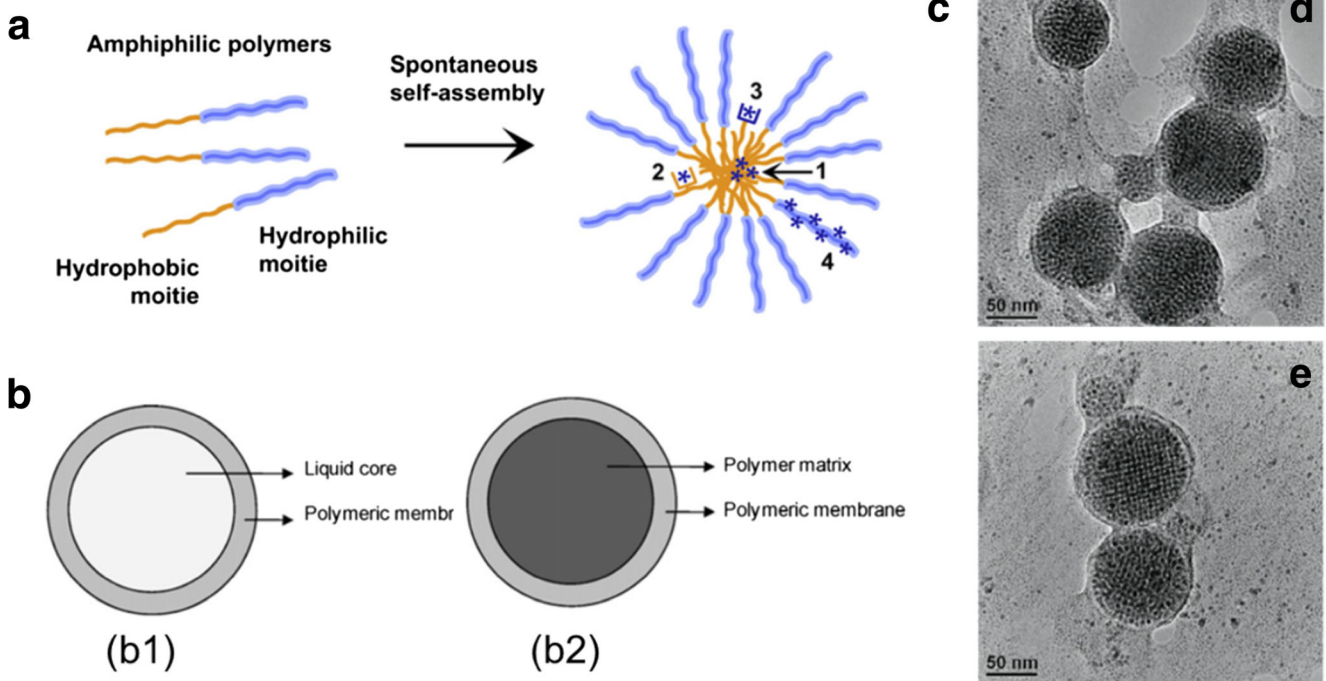 a
Amphiphilic polymers
Spontaneous
self-assembly
Hydrophobic
moitie
Hydrophilic
moitie
1
2
3
4
b
Liquid core
Polymeric membr
(b1)
Polymer matrix
Polymeric membrane
(b2)
c
d
50 nm
e
50 nm